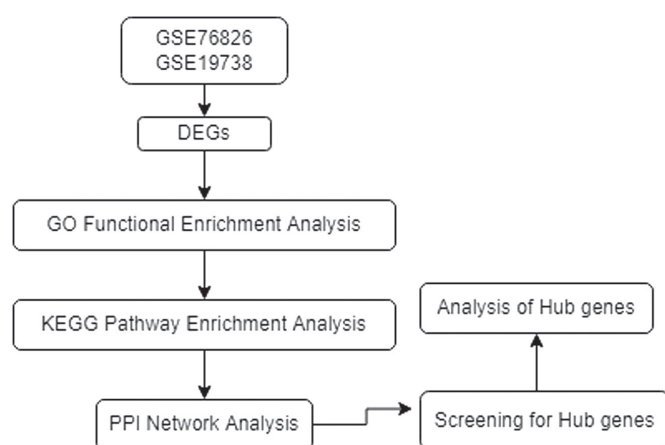 GSE76826
GSE19738
DEGs
GO Functional Enrichment Analysis
KEGG Pathway Enrichment Analysis
PPI Network Analysis
Screening for Hub genes
Analysis of Hub genes